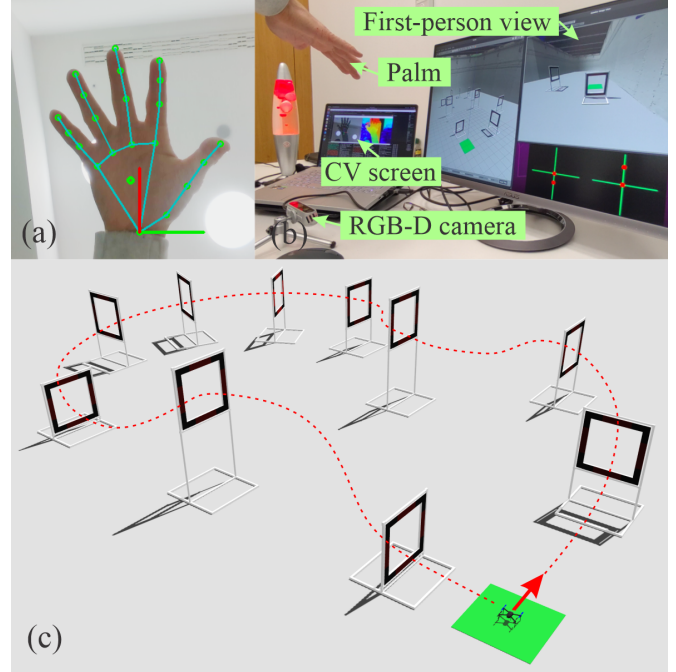 First-person view
Palm
CV screen
RGB-D camera
(a)
(b)
(c)